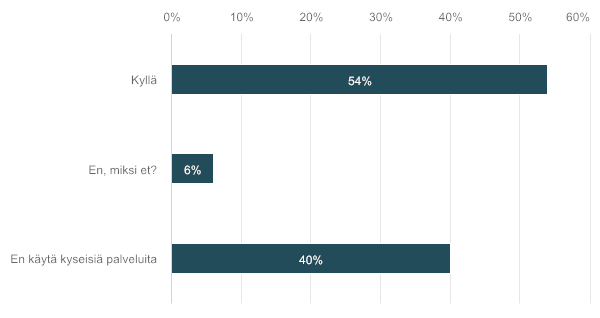 0% 10% 20% 30% 40% 50% 60%
Kyllä 54%
En, miksi et? 6%
En käytä kyseisiä palveluita 40%